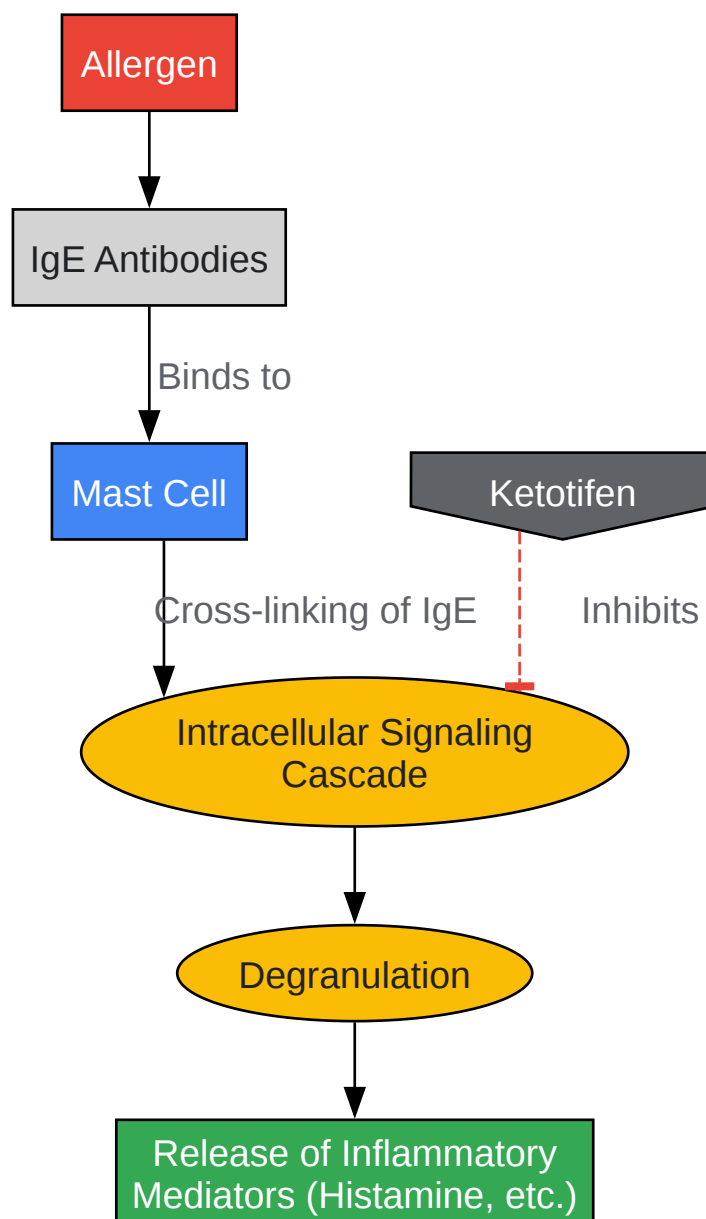 Allergen
IgE Antibodies
Binds to
Mast Cell
Ketotifen
Cross-linking of IgE
Inhibits
Intracellular Signaling
Cascade
Degranulation
Release of Inflammatory
Mediators (Histamine, etc.)